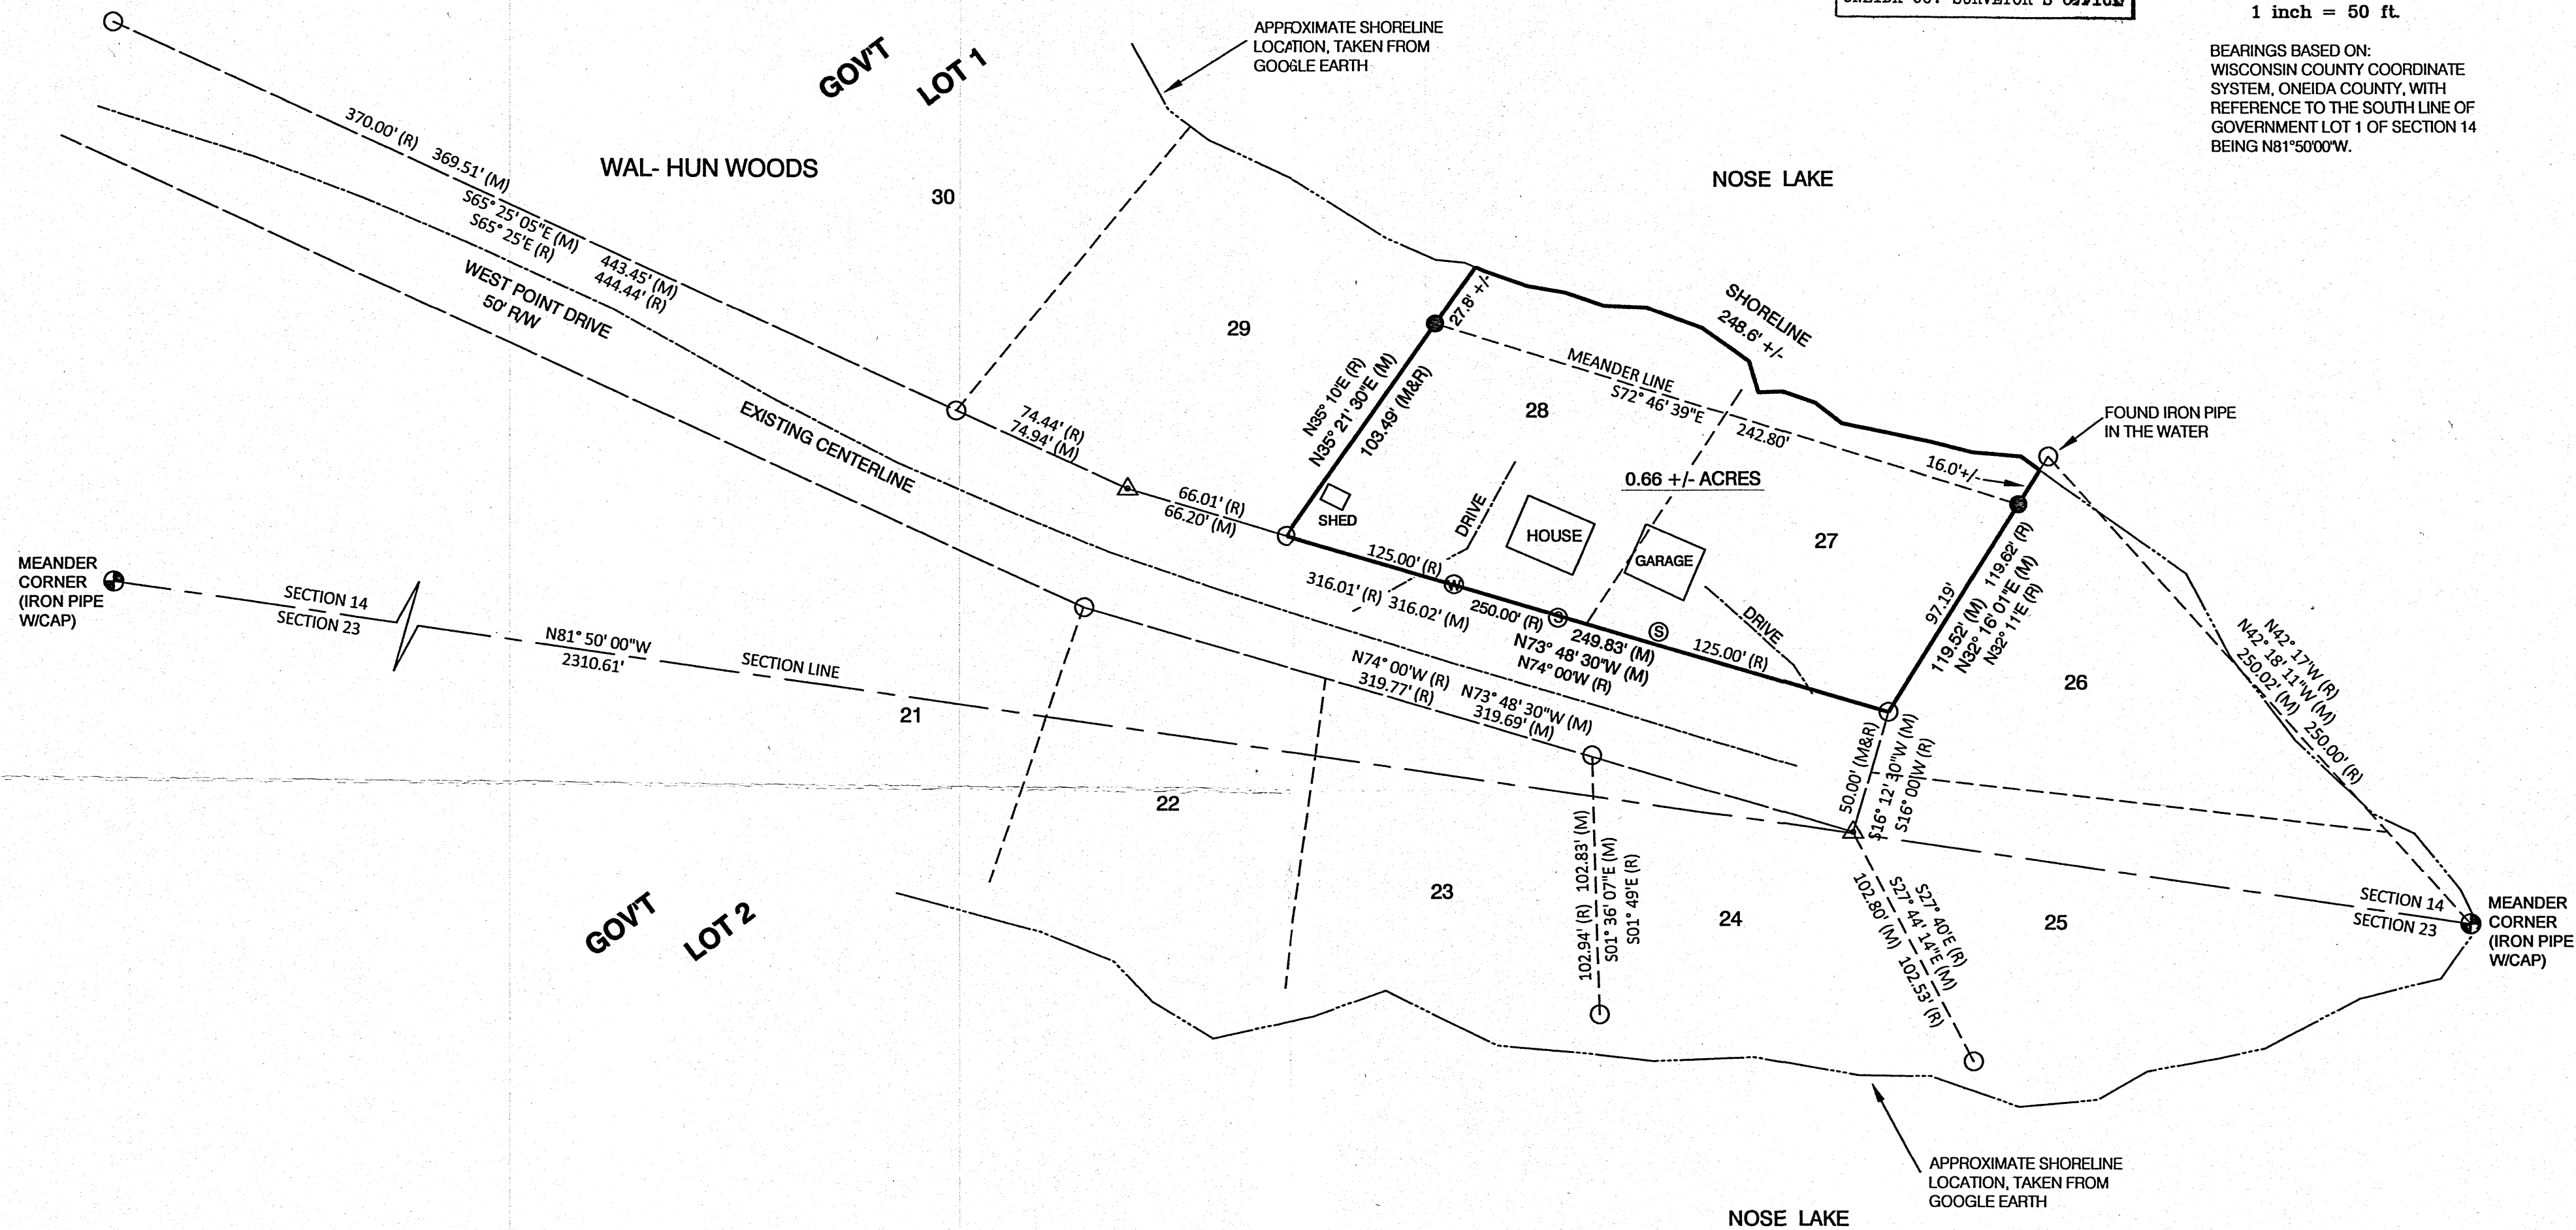 ONEIDA CO. SURVEYOR'S OFFICE
1 inch = 50 ft.
BEARINGS BASED ON:
WISCONSIN COUNTY COORDINATE
SYSTEM, ONEIDA COUNTY, WITH
REFERENCE TO THE SOUTH LINE OF
GOVERNMENT LOT 1 OF SECTION 14
BEING N81°50'00"W.
APPROXIMATE SHORELINE
LOCATION, TAKEN FROM
GOOGLE EARTH
GOV'T
LOT 1
WAL- HUN WOODS
NOSE LAKE
30
370.00' (R)
369.51' (M)
S65° 25' 05"E (M)
S65° 25'E (R)
443.45' (M)
444.44' (R)
WEST POINT DRIVE
50' R/W
EXISTING CENTERLINE
29
74.44' (R)
74.94' (M)
66.01' (R)
66.20' (M)
27.8' +/-
N35° 10'E (R)
N35° 21' 30"E (M)
103.49' (M&R)
SHORELINE
248.6' +/-
MEANDER LINE
S72° 46' 39"E
242.80'
28
0.66 +/- ACRES
16.0'+/-
FOUND IRON PIPE
IN THE WATER
SHED
DRIVE
HOUSE
GARAGE
27
DRIVE
125.00' (R)
W
316.01' (R) 316.02' (M)
250.00' (R)
S
249.83' (M)
S
125.00' (R)
N73° 48' 30"W (M)
N74° 00'W (R)
97.19'
119.52' (M) 119.62' (R)
N32° 16' 01"E (M)
N32° 11'E (R)
26
N42° 17'W (R)
N42° 18' 11"W (M)
250.02' (M) 250.00' (R)
MEANDER
CORNER
(IRON PIPE
W/CAP)
SECTION 14
SECTION 23
N81° 50' 00"W
2310.61'
SECTION LINE
21
N74° 00'W (R) N73° 48' 30"W (M)
319.77' (R) 319.69' (M)
50.00' (M&R)
S16° 12' 30"W (M)
S16° 00'W (R)
22
GOV'T
LOT 2
23
102.94' (R) 102.83' (M)
S01° 36' 07"E (M)
S01° 49'E (R)
24
S27° 40'E (R)
S27° 44' 14"E (M)
102.80' (M) 102.53' (R)
25
SECTION 14
SECTION 23
MEANDER
CORNER
(IRON PIPE
W/CAP)
APPROXIMATE SHORELINE
LOCATION, TAKEN FROM
GOOGLE EARTH
NOSE LAKE